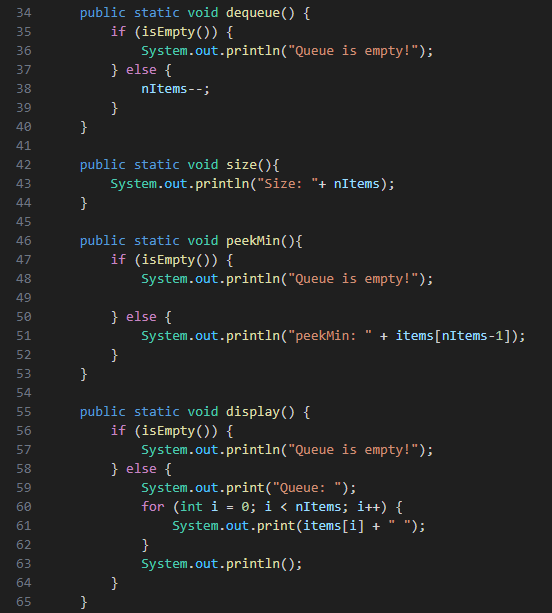 34 public static void dequeue() {
35 if (isEmpty()) {
36 System.out.println("Queue is empty!");
37 } else {
38 nItems--;
39 }
40 }
41
42 public static void size(){
43 System.out.println("Size: "+ nItems);
44 }
45
46 public static void peekMin(){
47 if (isEmpty()) {
48 System.out.println("Queue is empty!");
49
50 } else {
51 System.out.println("peekMin: " + items[nItems-1]);
52 }
53 }
54
55 public static void display() {
56 if (isEmpty()) {
57 System.out.println("Queue is empty!");
58 } else {
59 System.out.print("Queue: ");
60 for (int i = 0; i < nItems; i++) {
61 System.out.print(items[i] + " ");
62 }
63 System.out.println();
64 }
65 }